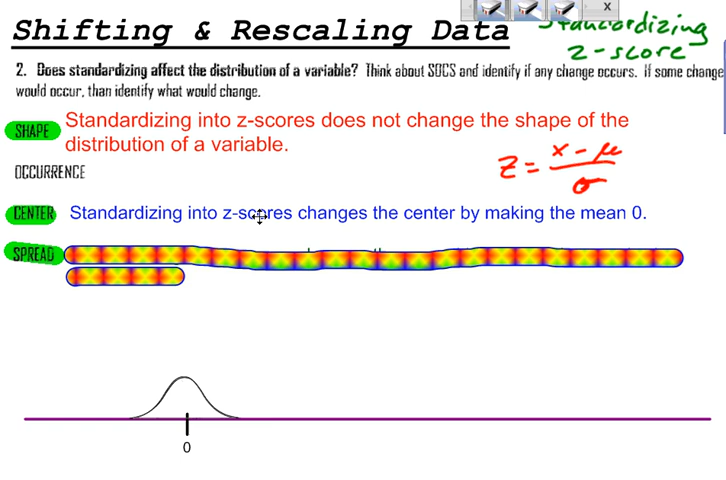 Shifting & Rescaling Data
Standardizing
z-score
2. Does standardizing affect the distribution of a variable? Think about SOCS and identify if any change occurs. If some change
would occur, than identify what would change.
SHAPE Standardizing into z-scores does not change the shape of the
distribution of a variable.
z = x - μ
σ
OCCURRENCE
CENTER Standardizing into z-scores changes the center by making the mean 0.
SPREAD
0